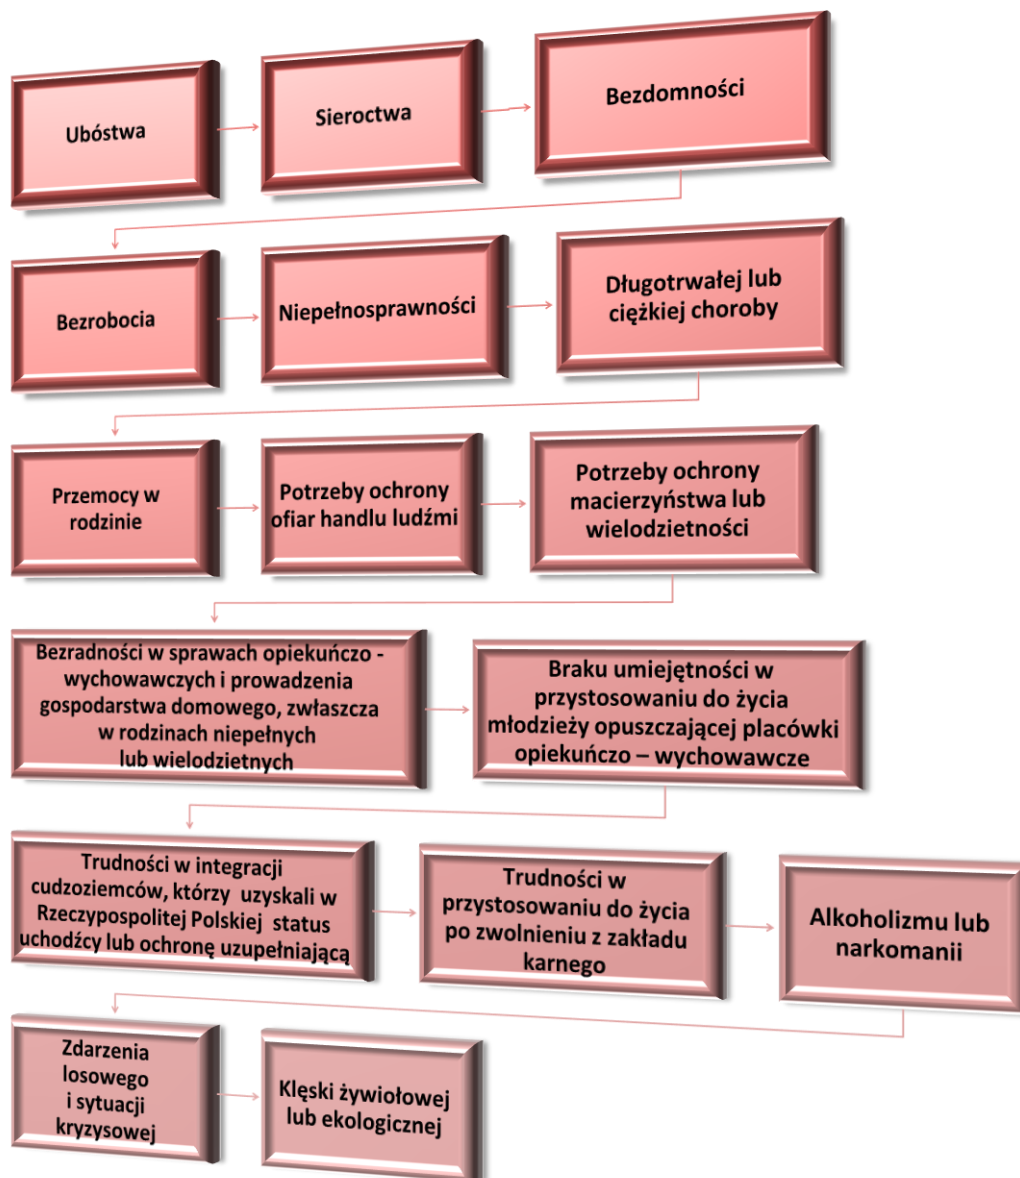 Ubóstwa
Sieroctwa
Bezdomności
Bezrobocia
Niepełnosprawności
Długotrwałej lub
ciężkiej choroby
Przemocy w
rodzinie
Potrzeby ochrony
ofiar handlu ludźmi
Potrzeby ochrony
macierzyństwa lub
wielodzietności
Bezradności w sprawach opiekuńczo -
wychowawczych i prowadzenia
gospodarstwa domowego, zwłaszcza
w rodzinach niepełnych
lub wielodzietnych
Braku umiejętności w
przystosowaniu do życia
młodzieży opuszczającej placówki
opiekuńczo – wychowawcze
Trudności w integracji
cudzoziemców, którzy uzyskali w
Rzeczypospolitej Polskiej status
uchodźcy lub ochronę uzupełniającą
Trudności w
przystosowaniu do życia
po zwolnieniu z zakładu
karnego
Alkoholizmu lub
narkomanii
Zdarzenia
losowego
i sytuacji
kryzysowej
Klęski żywiołowej
lub ekologicznej